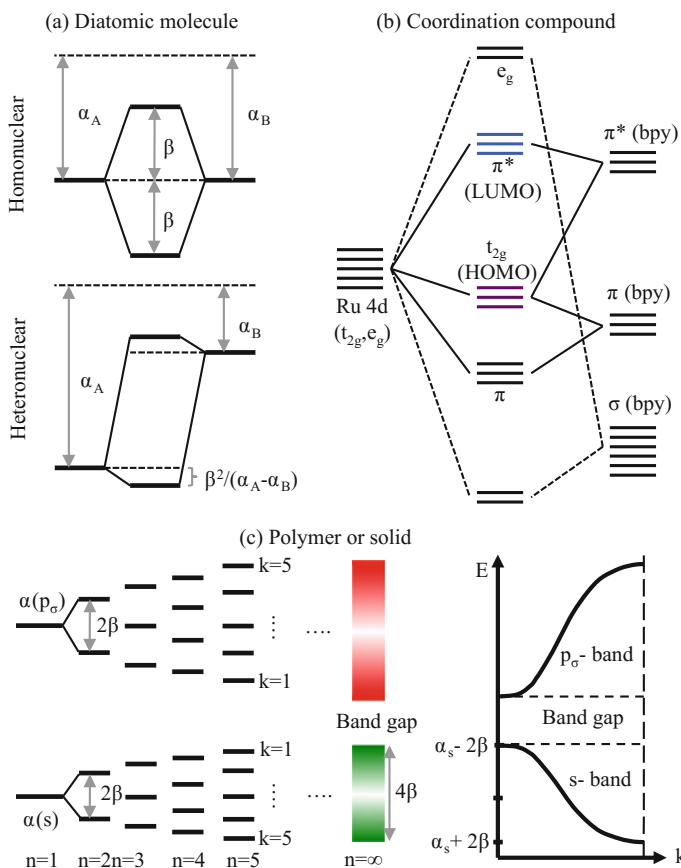 (a) Diatomic molecule
Homonuclear
α_A
β
β
α_B
Heteronuclear
α_A
α_B
β²/(α_A-α_B)
(b) Coordination compound
e_g
π*
(LUMO)
π* (bpy)
t_2g
(HOMO)
Ru 4d
(t_2g,e_g)
π (bpy)
π
σ (bpy)
(c) Polymer or solid
α(p_σ)
2β
k=5
k=1
....
Band gap
α(s)
2β
k=1
k=5
....
4β
n=1 n=2 n=3 n=4 n=5 n=∞
E
p_σ- band
Band gap
α_s- 2β
s- band
α_s+ 2β
k